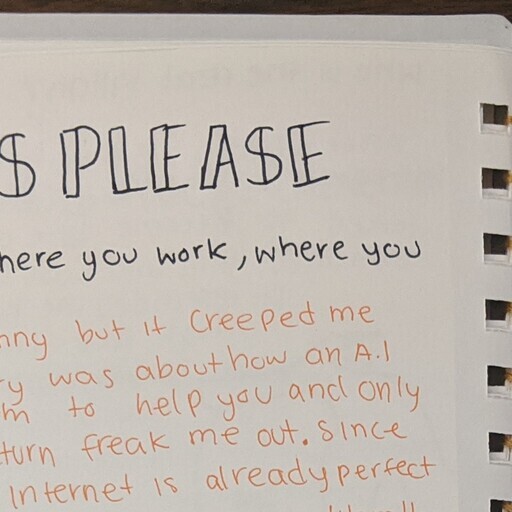 S PLEASE
here you work, where you
nny but it creeped me
ry was about how an A.I
m to help you and only
turn freak me out. Since
Internet is already perfect